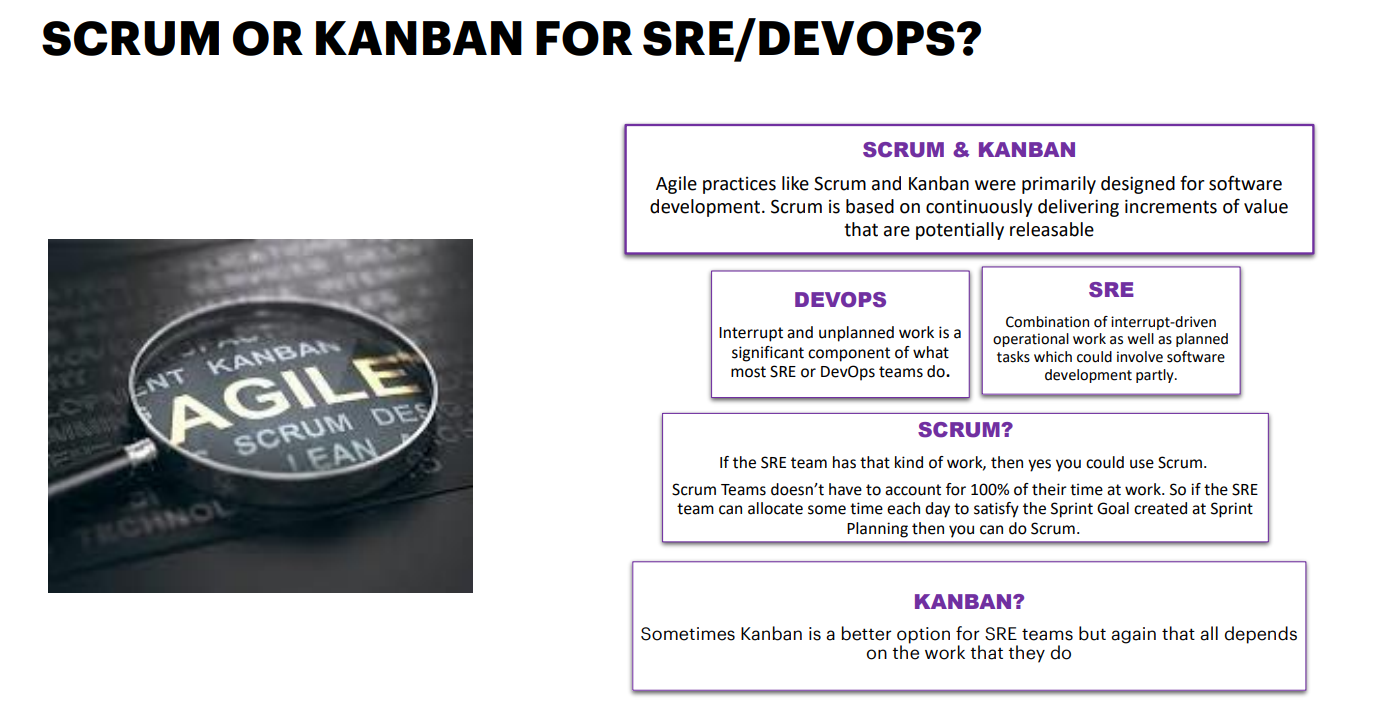 SCRUM OR KANBAN FOR SRE/DEVOPS?
SCRUM & KANBAN
Agile practices like Scrum and Kanban were primarily designed for software
development. Scrum is based on continuously delivering increments of value
that are potentially releasable
DEVOPS
Interrupt and unplanned work is a
significant component of what
most SRE or DevOps teams do.
SRE
Combination of interrupt-driven
operational work as well as planned
tasks which could involve software
development partly.
SCRUM?
If the SRE team has that kind of work, then yes you could use Scrum.
Scrum Teams doesn’t have to account for 100% of their time at work. So if the SRE
team can allocate some time each day to satisfy the Sprint Goal created at Sprint
Planning then you can do Scrum.
KANBAN?
Sometimes Kanban is a better option for SRE teams but again that all depends
on the work that they do
KANBAN
AGILE
SCRUM DES
LEAN
TECHNOL